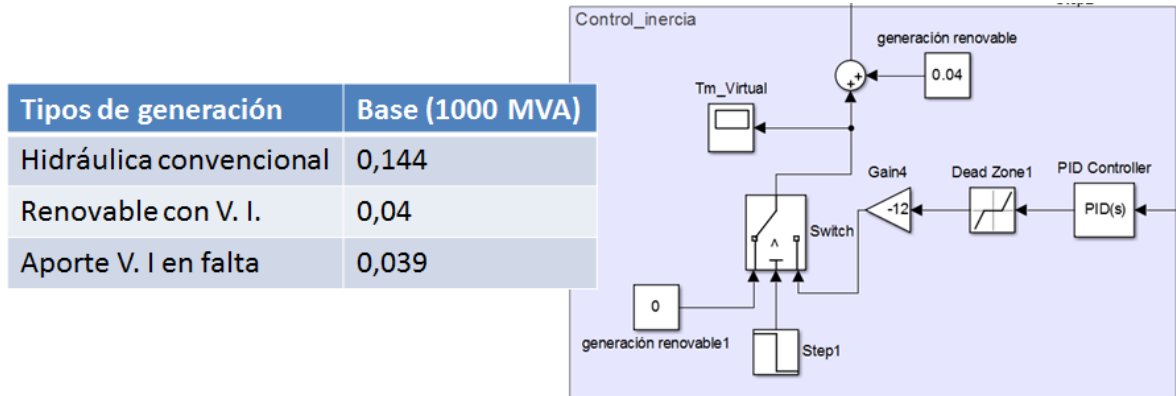 Tipos de generación Base (1000 MVA)
Hidráulica convencional 0,144
Renovable con V. I. 0,04
Aporte V. I en falta 0,039
Control_inercia
generación renovable
0.04
+
+
Tm_Virtual
Gain4
Dead Zone1
PID Controller
-12
PID(s)
Switch
0
generación renovable1
Step1